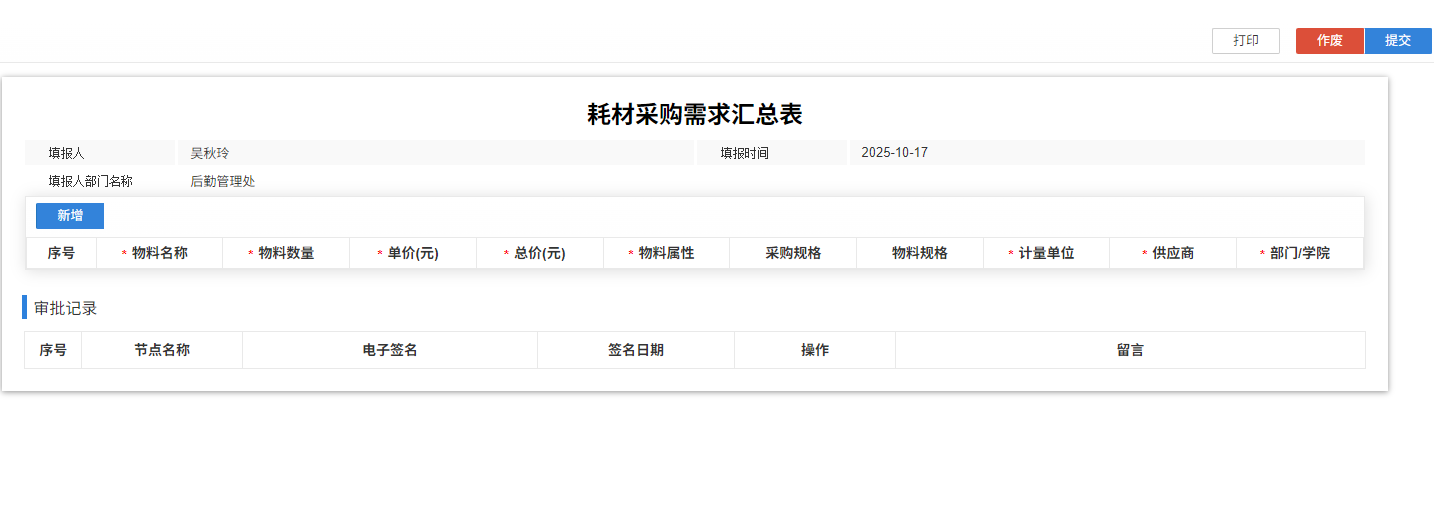 打印 作废 提交
耗材采购需求汇总表
填报人 吴秋玲 填报时间 2025-10-17
填报人部门名称 后勤管理处
新增
序号 * 物料名称 * 物料数量 * 单价(元) * 总价(元) * 物料属性 采购规格 物料规格 * 计量单位 * 供应商 * 部门/学院
审批记录
序号 节点名称 电子签名 签名日期 操作 留言